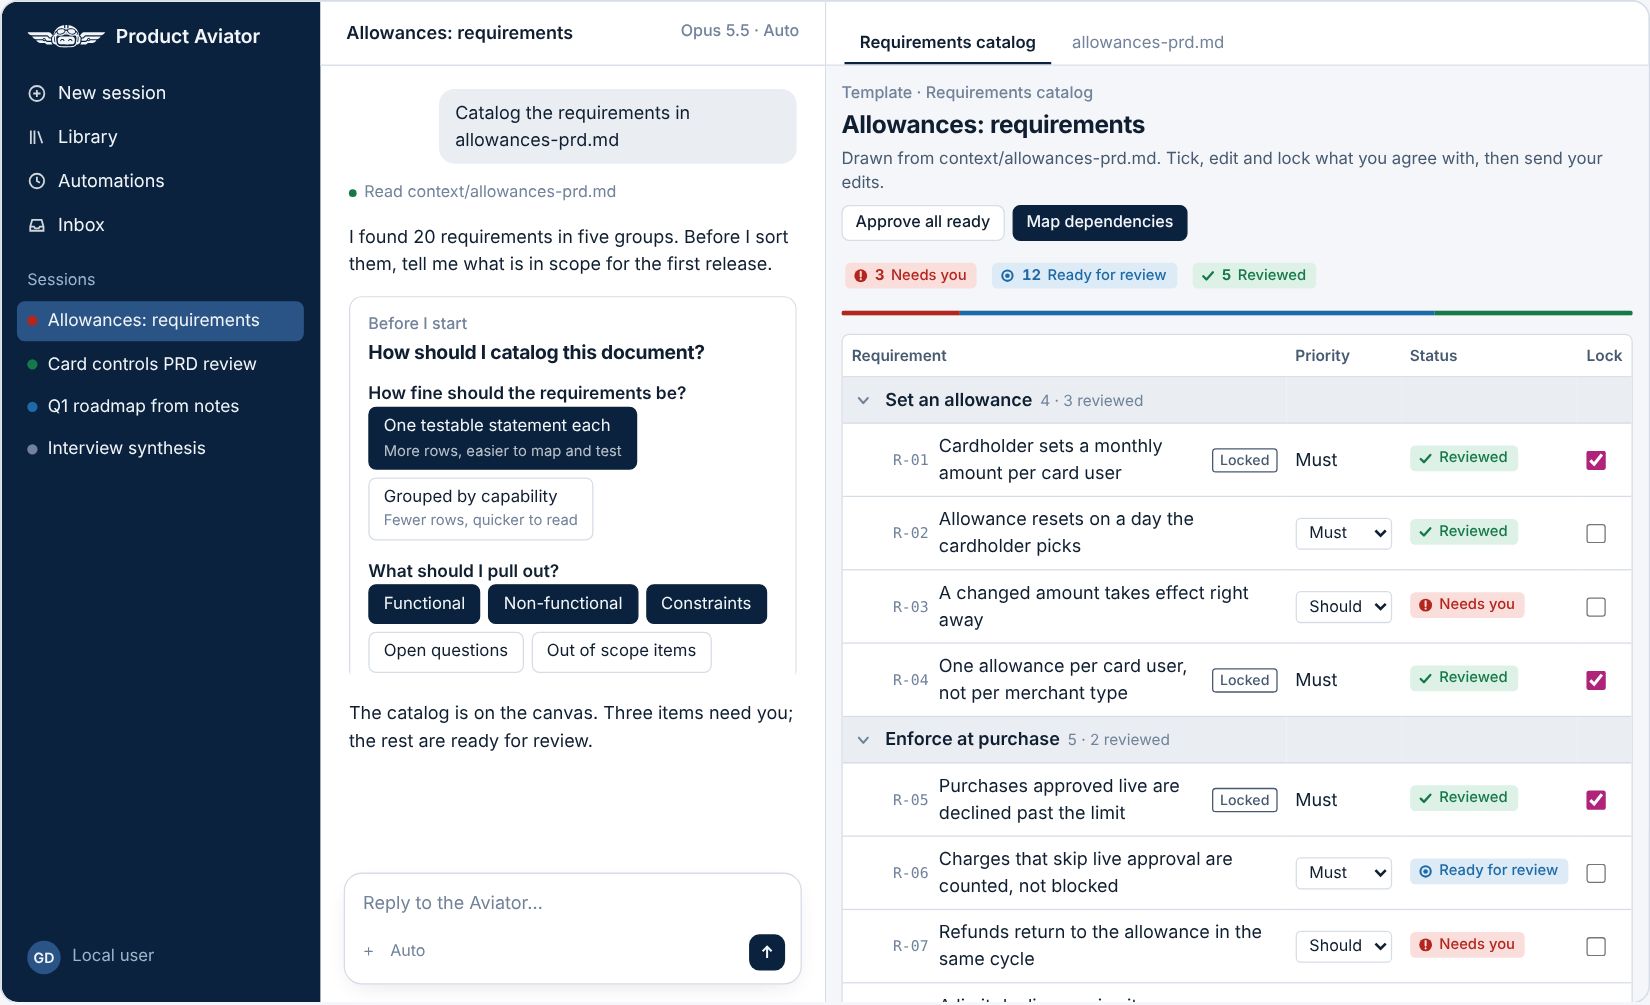 Product Aviator
New session
Library
Automations
Inbox
Sessions
Allowances: requirements
Card controls PRD review
Q1 roadmap from notes
Interview synthesis
GD
Local user
Allowances: requirements
Opus 5.5 · Auto
Catalog the requirements in
allowances-prd.md
Read context/allowances-prd.md
I found 20 requirements in five groups. Before I sort
them, tell me what is in scope for the first release.
Before I start
How should I catalog this document?
How fine should the requirements be?
One testable statement each
More rows, easier to map and test
Grouped by capability
Fewer rows, quicker to read
What should I pull out?
Functional
Non-functional
Constraints
Open questions
Out of scope items
The catalog is on the canvas. Three items need you;
the rest are ready for review.
Reply to the Aviator...
+ Auto
Requirements catalog
allowances-prd.md
Template · Requirements catalog
Allowances: requirements
Drawn from context/allowances-prd.md. Tick, edit and lock what you agree with, then send your
edits.
Approve all ready
Map dependencies
3 Needs you
12 Ready for review
5 Reviewed
Requirement Priority Status Lock
Set an allowance 4 · 3 reviewed
R-01 Cardholder sets a monthly
amount per card user Locked Must Reviewed
R-02 Allowance resets on a day the
cardholder picks Must Reviewed
R-03 A changed amount takes effect right
away Should Needs you
R-04 One allowance per card user,
not per merchant type Locked Must Reviewed
Enforce at purchase 5 · 2 reviewed
R-05 Purchases approved live are
declined past the limit Locked Must Reviewed
R-06 Charges that skip live approval are
counted, not blocked Must Ready for review
R-07 Refunds return to the allowance in the
same cycle Should Needs you